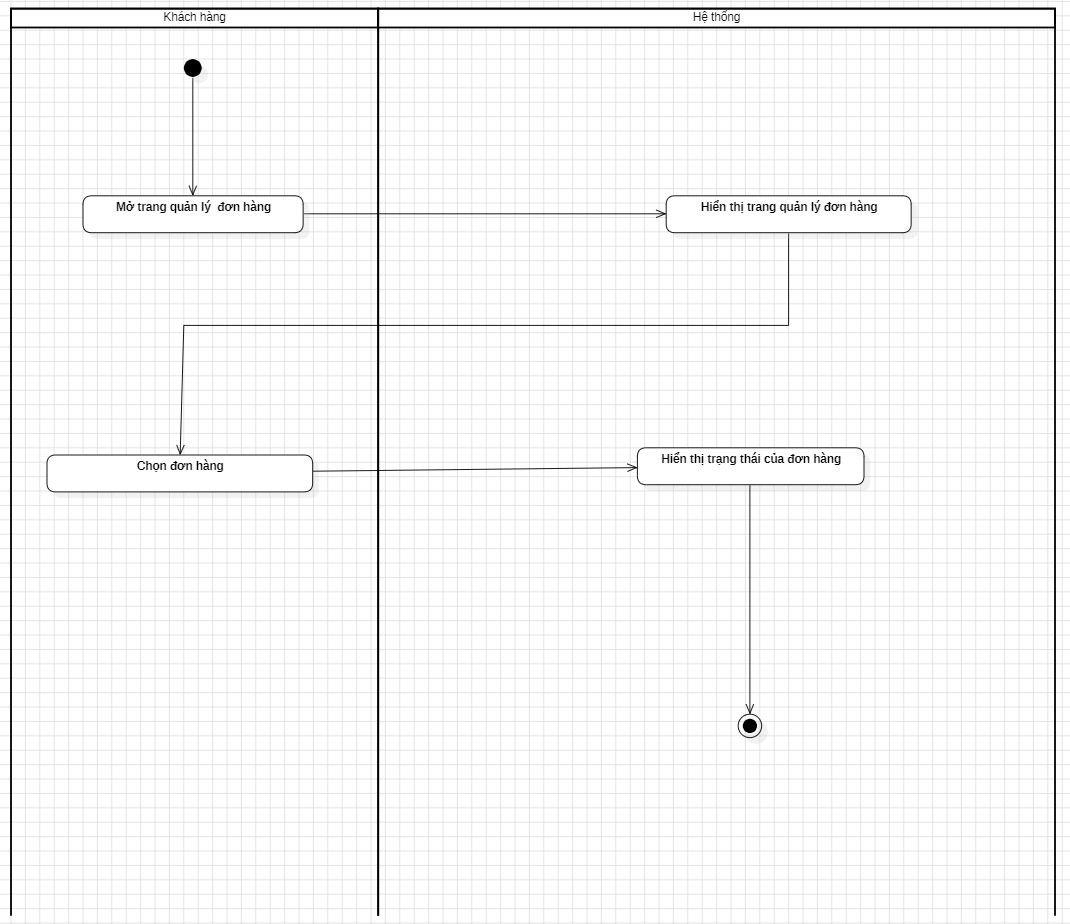 Khách hàng
Hệ thống
Mở trang quản lý  đơn hàng
Hiển thị trang quản lý đơn hàng
Chọn đơn hàng
Hiển thị trạng thái của đơn hàng